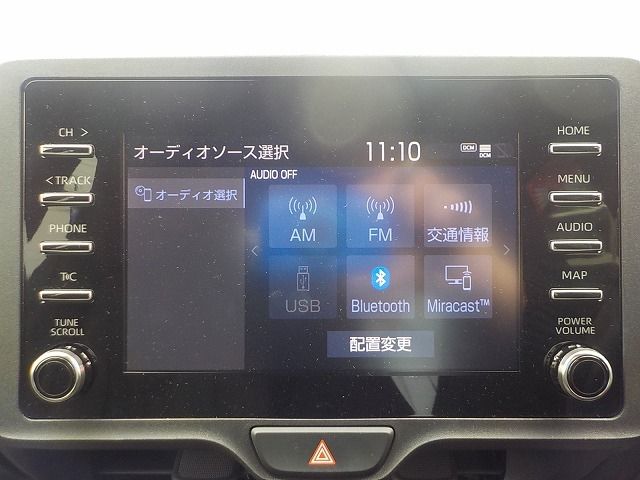 CH >
< TRACK
PHONE
T℃
TUNE
SCROLL
オーディオソース選択
11:10
DCM
DCM
オーディオ選択
AUDIO OFF
AM
FM
交通情報
USB
Bluetooth
Miracast™
配置変更
HOME
MENU
AUDIO
MAP
POWER
VOLUME